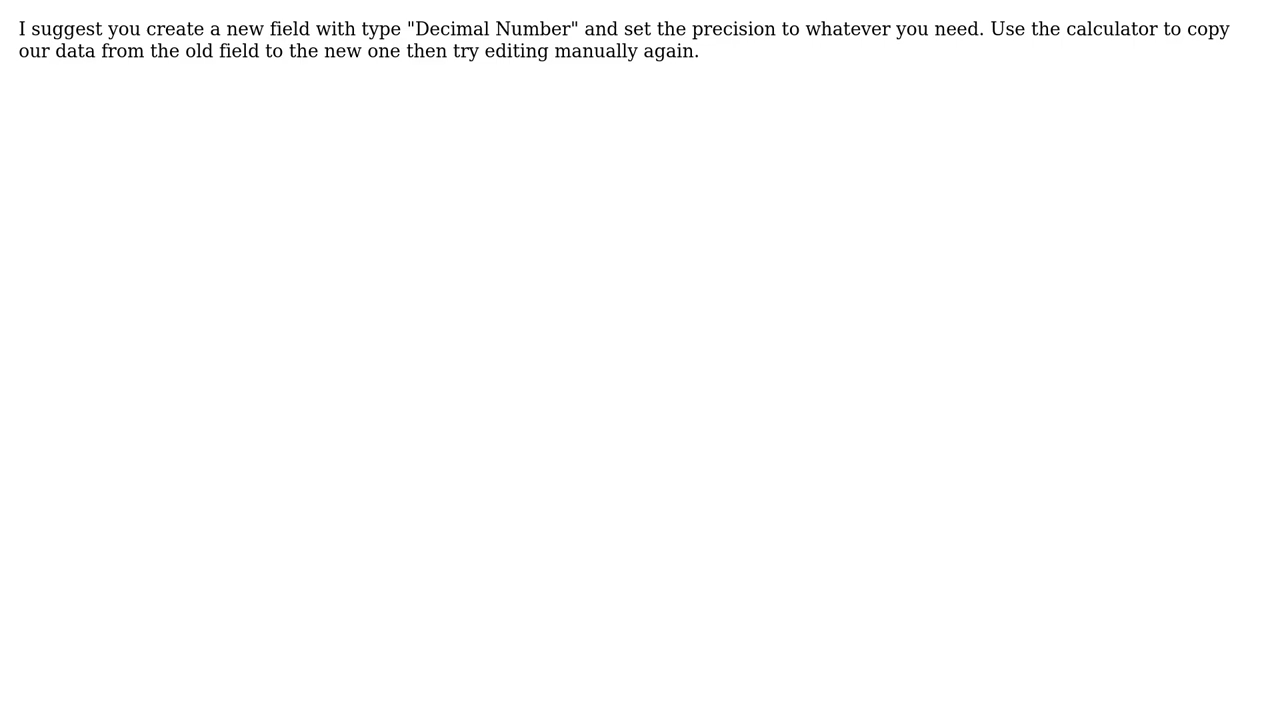 I suggest you create a new field with type "Decimal Number" and set the precision to whatever you need. Use the calculator to copy
our data from the old field to the new one then try editing manually again.